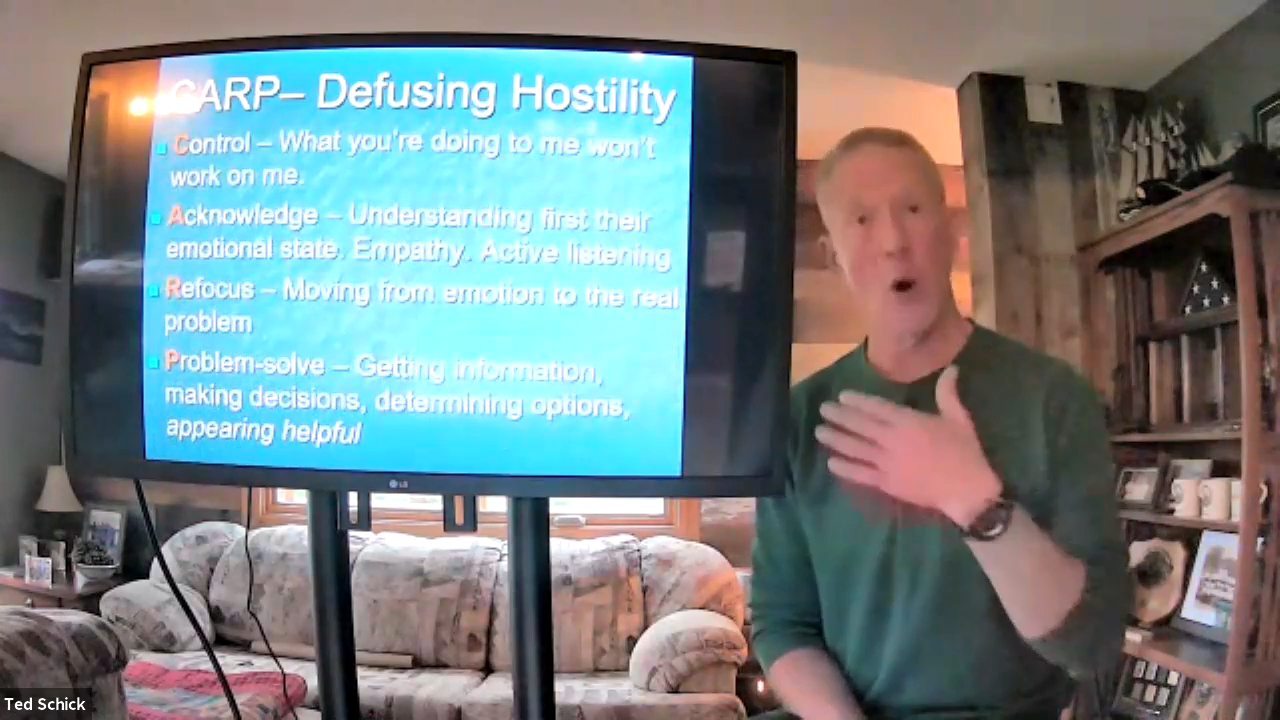 CARP– Defusing Hostility
Control – What you're doing to me won't
work on me.
Acknowledge – Understanding first their
emotional state. Empathy. Active listening
Refocus – Moving from emotion to the real
problem
Problem-solve – Getting information,
making decisions, determining options,
appearing helpful
LG
Ted Schick